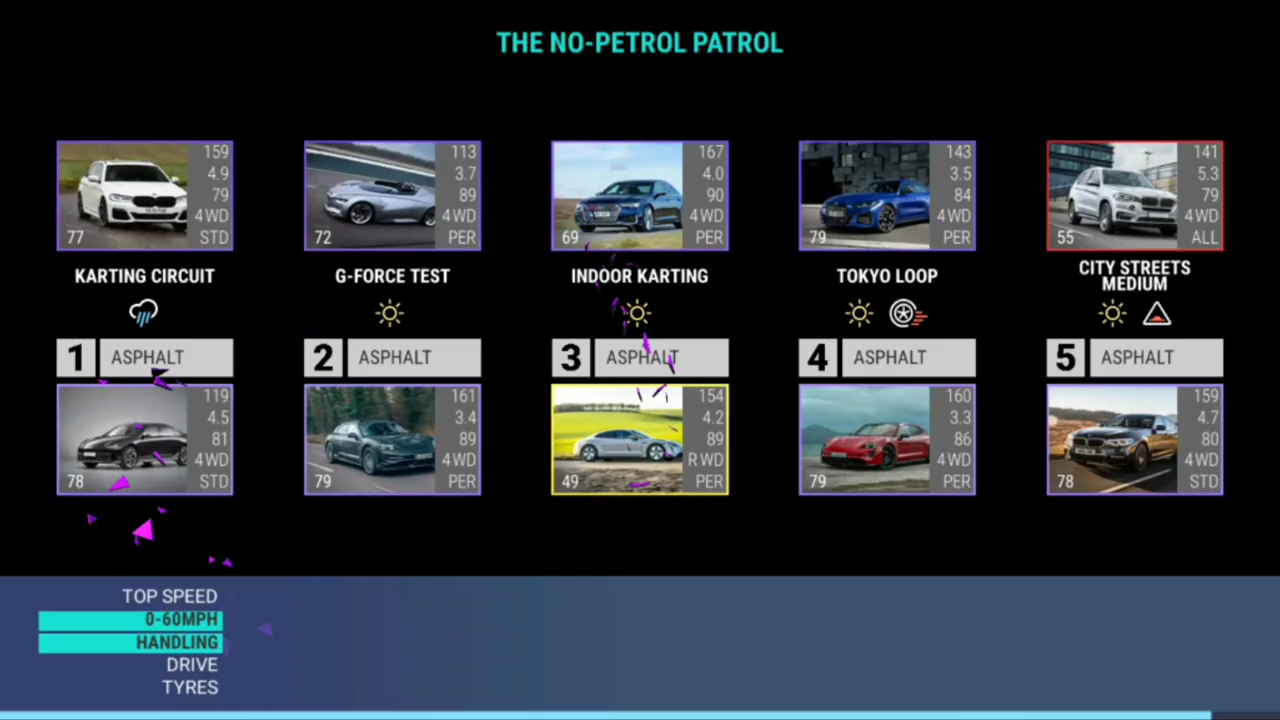 THE NO-PETROL PATROL
159
4.9
79
4WD
77 STD
113
3.7
89
4WD
72 PER
167
4.0
90
4WD
69 PER
143
3.5
84
4WD
79 PER
141
5.3
79
4WD
55 ALL
KARTING CIRCUIT
G-FORCE TEST
INDOOR KARTING
TOKYO LOOP
CITY STREETS
MEDIUM
1 ASPHALT
2 ASPHALT
3 ASPHALT
4 ASPHALT
5 ASPHALT
119
4.5
81
4WD
78 STD
161
3.4
89
4WD
79 PER
154
4.2
89
RWD
49 PER
160
3.3
86
4WD
79 PER
159
4.7
80
4WD
78 STD
TOP SPEED
0-60MPH
HANDLING
DRIVE
TYRES